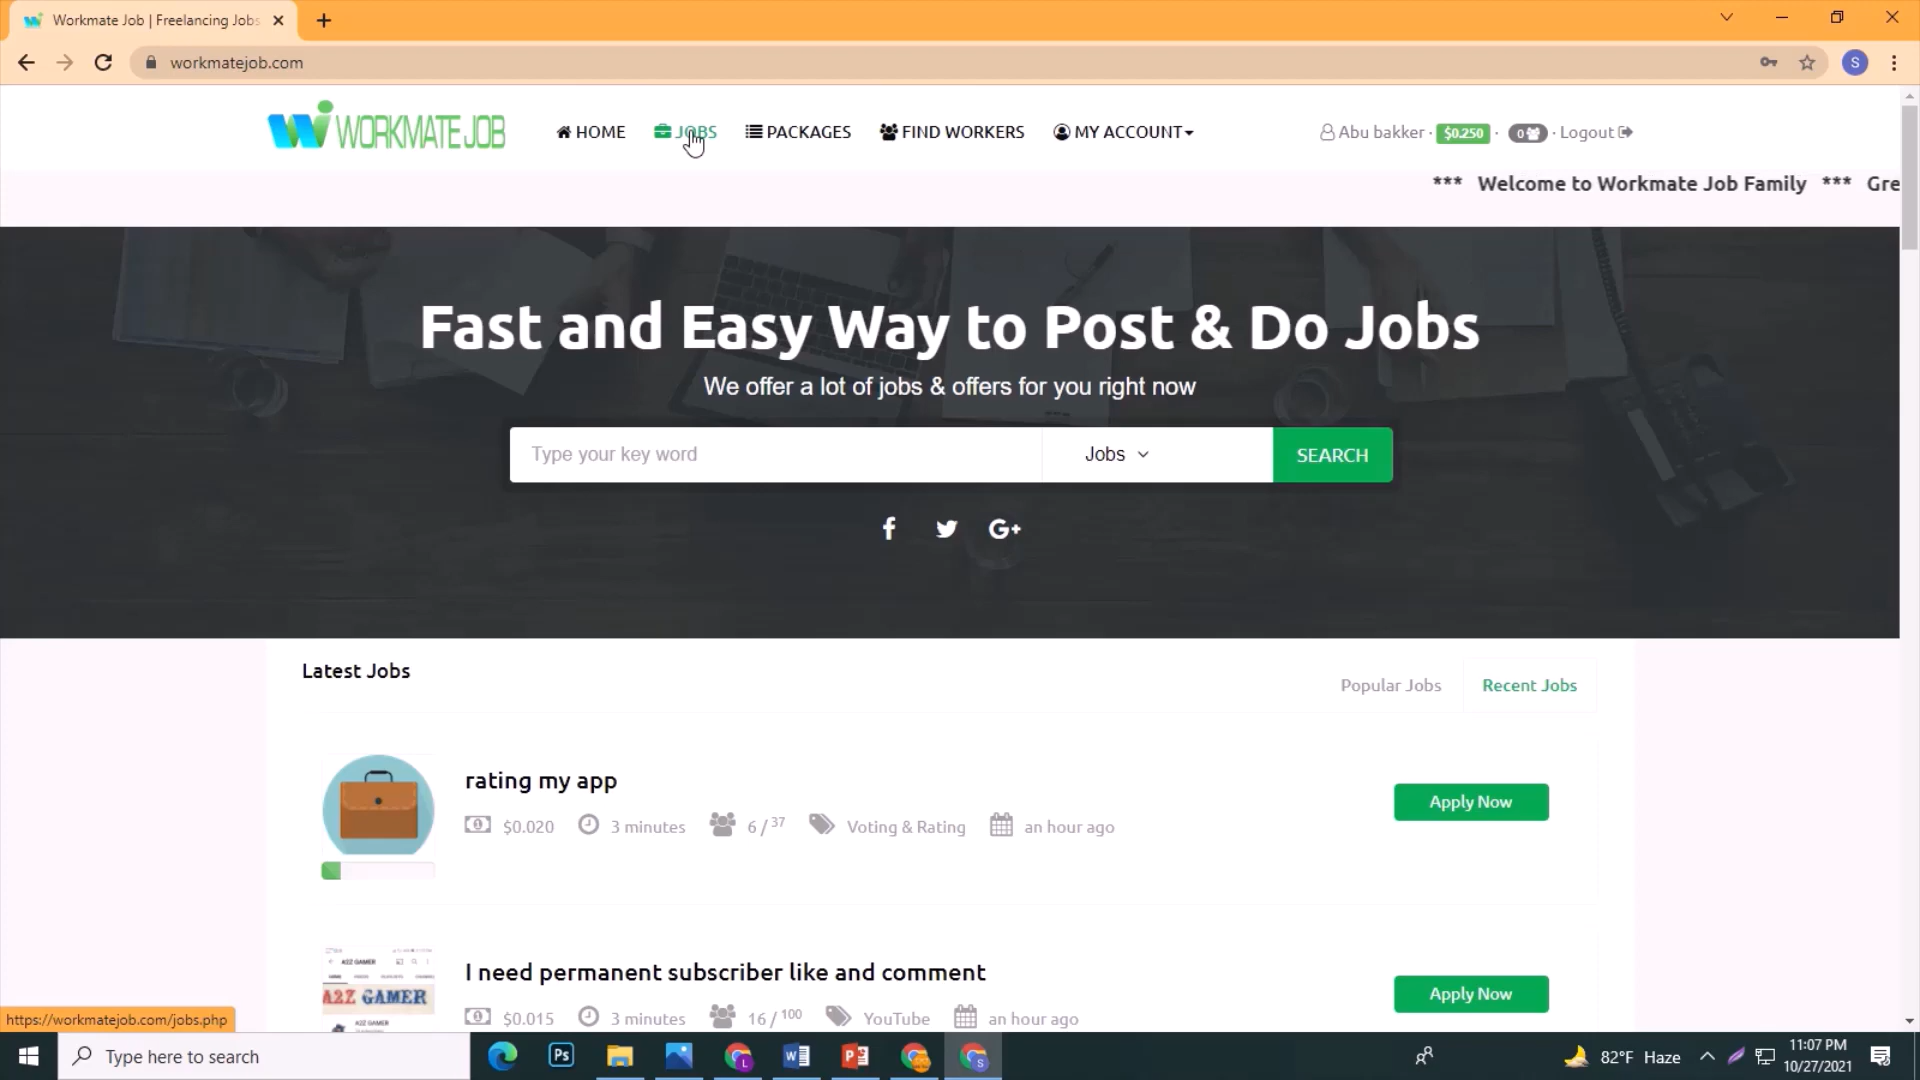 Workmate Job | Freelancing Jobs
workmatejob.com
S
WORKMATE JOB
HOME
JOBS
PACKAGES
FIND WORKERS
MY ACCOUNT
Abu bakker · $0.250 · 0 · Logout
*** Welcome to Workmate Job Family *** Gre
Fast and Easy Way to Post & Do Jobs
We offer a lot of jobs & offers for you right now
Type your key word
Jobs
SEARCH
G+
Latest Jobs
Popular Jobs
Recent Jobs
rating my app
Apply Now
$0.020 3 minutes 6 / 37 Voting & Rating an hour ago
I need permanent subscriber like and comment
Apply Now
A2Z GAMER
A2Z GAMER
A2Z GAMER
$0.015 3 minutes 16 / 100 YouTube an hour ago
https://workmatejob.com/jobs.php
Type here to search
Ps
L
W
P
S
82°F Haze
11:07 PM
10/27/2021